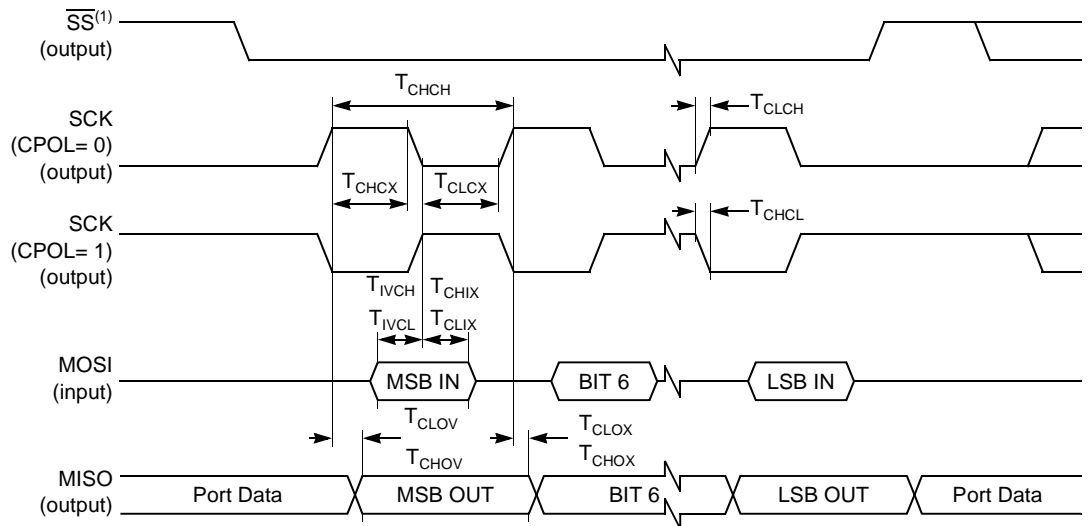 SS(1)
(output)
TCHCH
TCLCH
SCK
(CPOL= 0)
(output)
TCHCX
TCLCX
TCHCL
SCK
(CPOL= 1)
(output)
TIVCH
TCHIX
TIVCL
TCLIX
MOSI
(input)
MSB IN
BIT 6
LSB IN
TCLOV
TCLOX
TCHOV
TCHOX
MISO
(output)
Port Data
MSB OUT
BIT 6
LSB OUT
Port Data